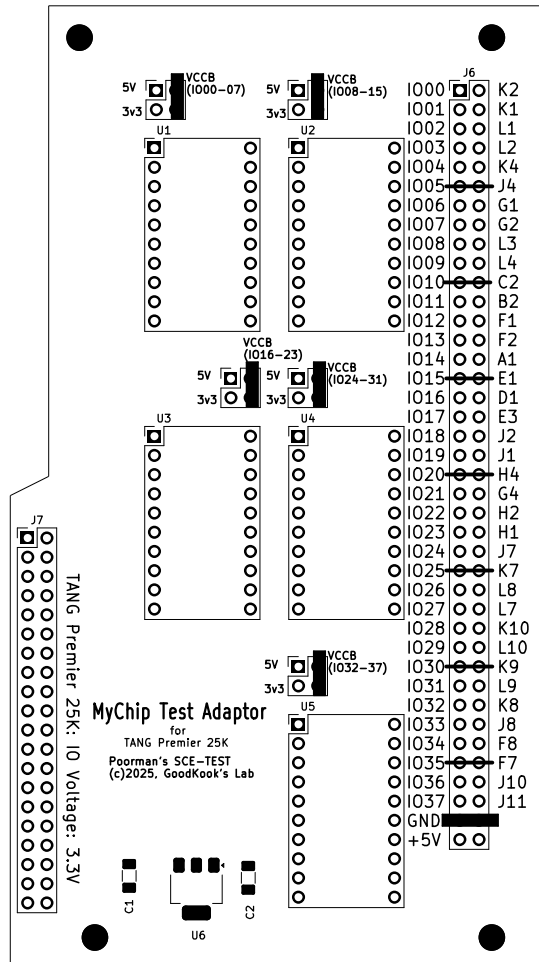 VCCB
(IO00-07)
5V
3v3
U1
VCCB
(IO08-15)
5V
3v3
U2
VCCB
(IO16-23)
5V
3v3
U3
VCCB
(IO24-31)
5V
3v3
U4
VCCB
(IO32-37)
5V
3v3
U5
J6
IO00 K2
IO01 K1
IO02 L1
IO03 L2
IO04 K4
IO05 J4
IO06 G1
IO07 G2
IO08 L3
IO09 L4
IO10 C2
IO11 B2
IO12 F1
IO13 F2
IO14 A1
IO15 E1
IO16 D1
IO17 E3
IO18 J2
IO19 J1
IO20 H4
IO21 G4
IO22 H2
IO23 H1
IO24 J7
IO25 K7
IO26 L8
IO27 L7
IO28 K10
IO29 L10
IO30 K9
IO31 L9
IO32 K8
IO33 J8
IO34 F8
IO35 F7
IO36 J10
IO37 J11
GND
+5V
J7
TANG Premier 25K: IO Voltage: 3.3V
MyChip Test Adaptor
for
TANG Premier 25K
Poorman's SCE-TEST
(c)2025, GoodKook's Lab
C1
U6
C2